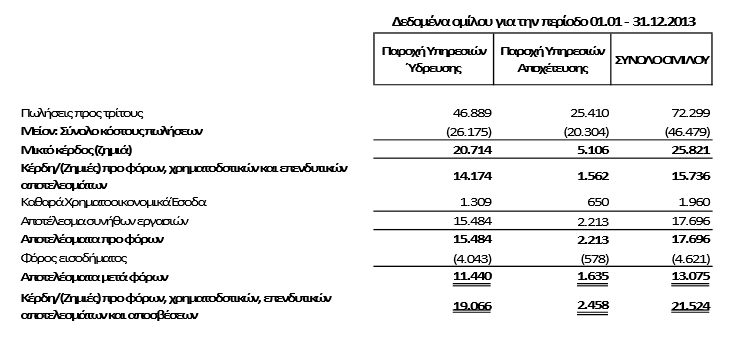 Δεδομένα ομίλου για την περίοδο 01.01 - 31.12.2013
Παροχή Υπηρεσιών Ύδρευσης Παροχή Υπηρεσιών Αποχέτευσης ΣΥΝΟΛΟ ΟΜΙΛΟΥ
Πωλήσεις προς τρίτους 46.889 25.410 72.299
Μείον: Σύνολο κόστους πωλήσεων (26.175) (20.304) (46.479)
Μικτό κέρδος (ζημιά) 20.714 5.106 25.821
Κέρδη/(Ζημιές) προ φόρων, χρηματοδοτικών και επενδυτικών
αποτελεσμάτων 14.174 1.562 15.736
Καθαρά Χρηματοοικονομικά Έσοδα 1.309 650 1.960
Αποτέλεσμα συνήθων εργασιών 15.484 2.213 17.696
Αποτελέσματα προ φόρων 15.484 2.213 17.696
Φόρος εισοδήματος (4.043) (578) (4.621)
Αποτελέσματα μετά φόρων 11.440 1.635 13.075
Κέρδη/(Ζημιές) προ φόρων, χρηματοδοτικών, επενδυτικών
αποτελεσμάτων και αποσβέσεων 19.066 2.458 21.524